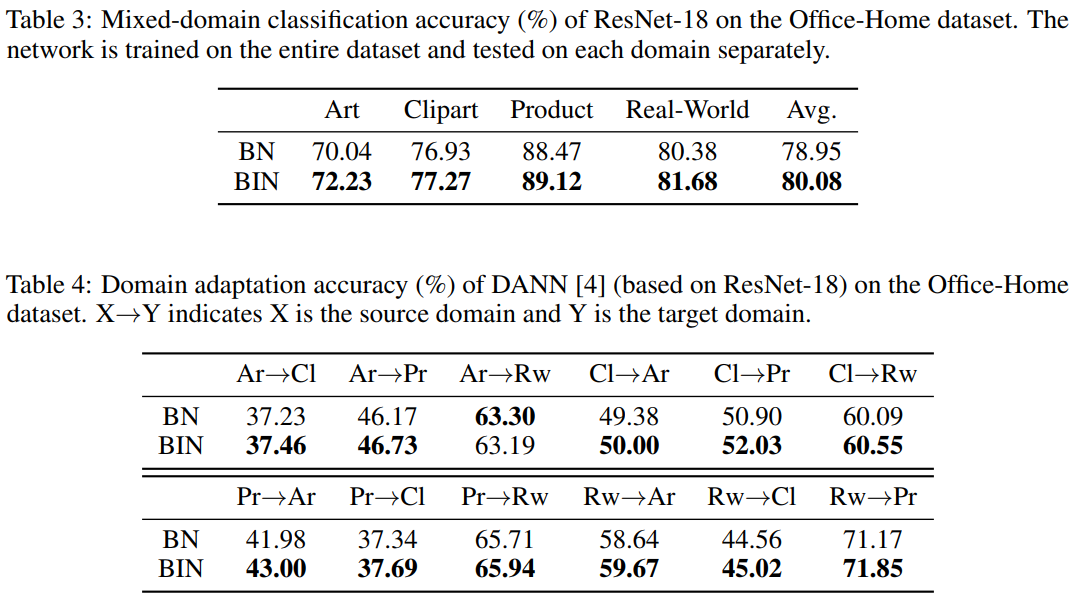 Table 3: Mixed-domain classification accuracy (%) of ResNet-18 on the Office-Home dataset. The
network is trained on the entire dataset and tested on each domain separately.
Art Clipart Product Real-World Avg.
BN 70.04 76.93 88.47 80.38 78.95
BIN 72.23 77.27 89.12 81.68 80.08
Table 4: Domain adaptation accuracy (%) of DANN [4] (based on ResNet-18) on the Office-Home
dataset. X→Y indicates X is the source domain and Y is the target domain.
Ar→Cl Ar→Pr Ar→Rw Cl→Ar Cl→Pr Cl→Rw
BN 37.23 46.17 63.30 49.38 50.90 60.09
BIN 37.46 46.73 63.19 50.00 52.03 60.55
Pr→Ar Pr→Cl Pr→Rw Rw→Ar Rw→Cl Rw→Pr
BN 41.98 37.34 65.71 58.64 44.56 71.17
BIN 43.00 37.69 65.94 59.67 45.02 71.85